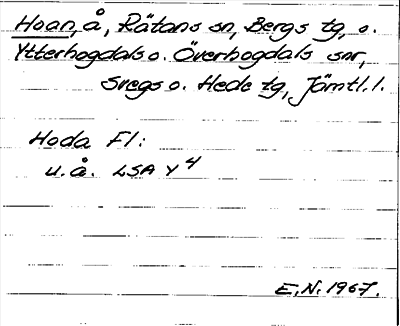 Hoan, å, Rätans sn, Bergs tg, o.
Ytterhogdals o. Överhogdals snr,
Svegs o. Hede tg, Jämtl. l.
Hoda Fl:
u.å. LSA Y4
E.N. 1967.